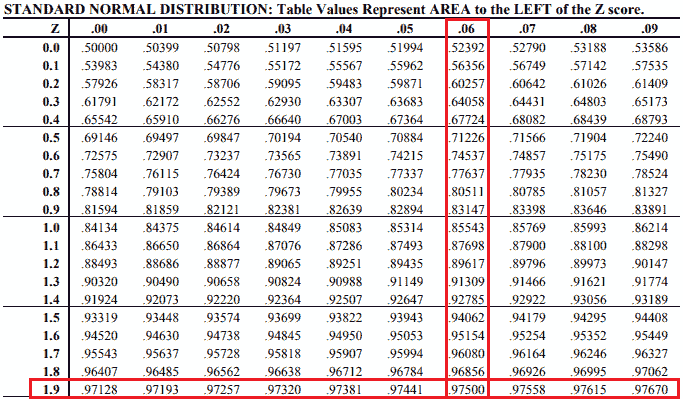 STANDARD NORMAL DISTRIBUTION: Table Values Represent AREA to the LEFT of the Z score.
Z .00 .01 .02 .03 .04 .05 .06 .07 .08 .09
0.0 .50000 .50399 .50798 .51197 .51595 .51994 .52392 .52790 .53188 .53586
0.1 .53983 .54380 .54776 .55172 .55567 .55962 .56356 .56749 .57142 .57535
0.2 .57926 .58317 .58706 .59095 .59483 .59871 .60257 .60642 .61026 .61409
0.3 .61791 .62172 .62552 .62930 .63307 .63683 .64058 .64431 .64803 .65173
0.4 .65542 .65910 .66276 .66640 .67003 .67364 .67724 .68082 .68439 .68793
0.5 .69146 .69497 .69847 .70194 .70540 .70884 .71226 .71566 .71904 .72240
0.6 .72575 .72907 .73237 .73565 .73891 .74215 .74537 .74857 .75175 .75490
0.7 .75804 .76115 .76424 .76730 .77035 .77337 .77637 .77935 .78230 .78524
0.8 .78814 .79103 .79389 .79673 .79955 .80234 .80511 .80785 .81057 .81327
0.9 .81594 .81859 .82121 .82381 .82639 .82894 .83147 .83398 .83646 .83891
1.0 .84134 .84375 .84614 .84849 .85083 .85314 .85543 .85769 .85993 .86214
1.1 .86433 .86650 .86864 .87076 .87286 .87493 .87698 .87900 .88100 .88298
1.2 .88493 .88686 .88877 .89065 .89251 .89435 .89617 .89796 .89973 .90147
1.3 .90320 .90490 .90658 .90824 .90988 .91149 .91309 .91466 .91621 .91774
1.4 .91924 .92073 .92220 .92364 .92507 .92647 .92785 .92922 .93056 .93189
1.5 .93319 .93448 .93574 .93699 .93822 .93943 .94062 .94179 .94295 .94408
1.6 .94520 .94630 .94738 .94845 .94950 .95053 .95154 .95254 .95352 .95449
1.7 .95543 .95637 .95728 .95818 .95907 .95994 .96080 .96164 .96246 .96327
1.8 .96407 .96485 .96562 .96638 .96712 .96784 .96856 .96926 .96995 .97062
1.9 .97128 .97193 .97257 .97320 .97381 .97441 .97500 .97558 .97615 .97670